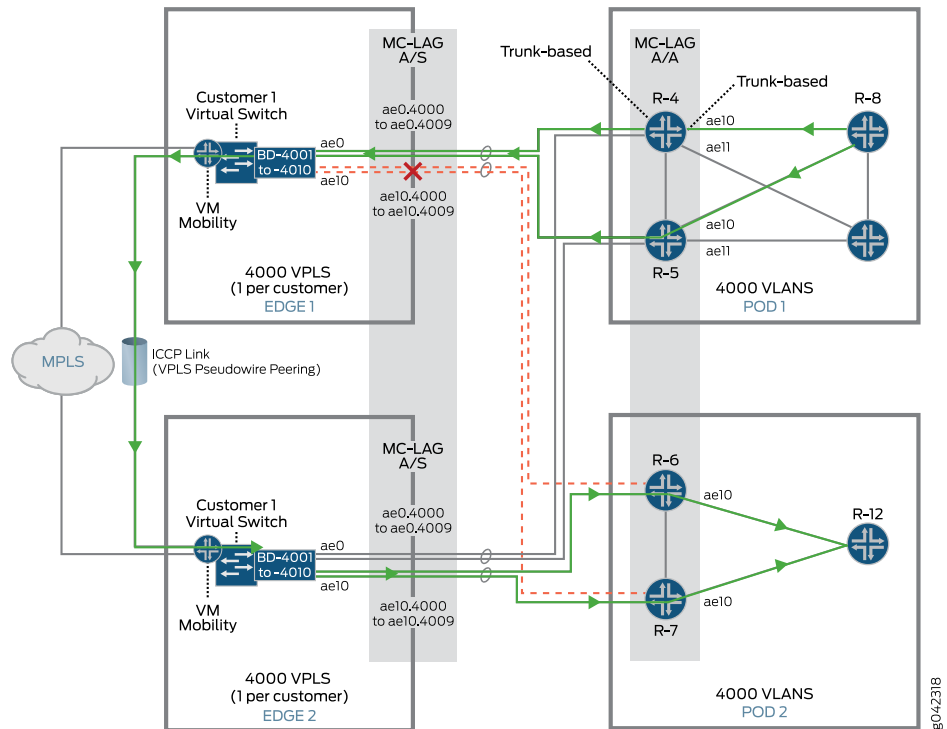 MC-LAG
A/S
ae0.4000
to ae0.4009
Customer 1
Virtual Switch
BD-4001
to -4010
ae0
ae10
VM
Mobility
ae10.4000
to ae10.4009
4000 VPLS
(1 per customer)
EDGE 1
Trunk-based
MC-LAG
A/A
Trunk-based
R-4
R-8
ae10
ae11
ae10
ae11
R-5
4000 VLANS
POD 1
MPLS
ICCP Link
(VPLS Pseudowire Peering)
MC-LAG
A/S
ae0.4000
to ae0.4009
Customer 1
Virtual Switch
BD-4001
to -4010
ae0
ae10
VM
Mobility
ae10.4000
to ae10.4009
4000 VPLS
(1 per customer)
EDGE 2
R-6
ae10
R-12
ae10
R-7
4000 VLANS
POD 2
g042318